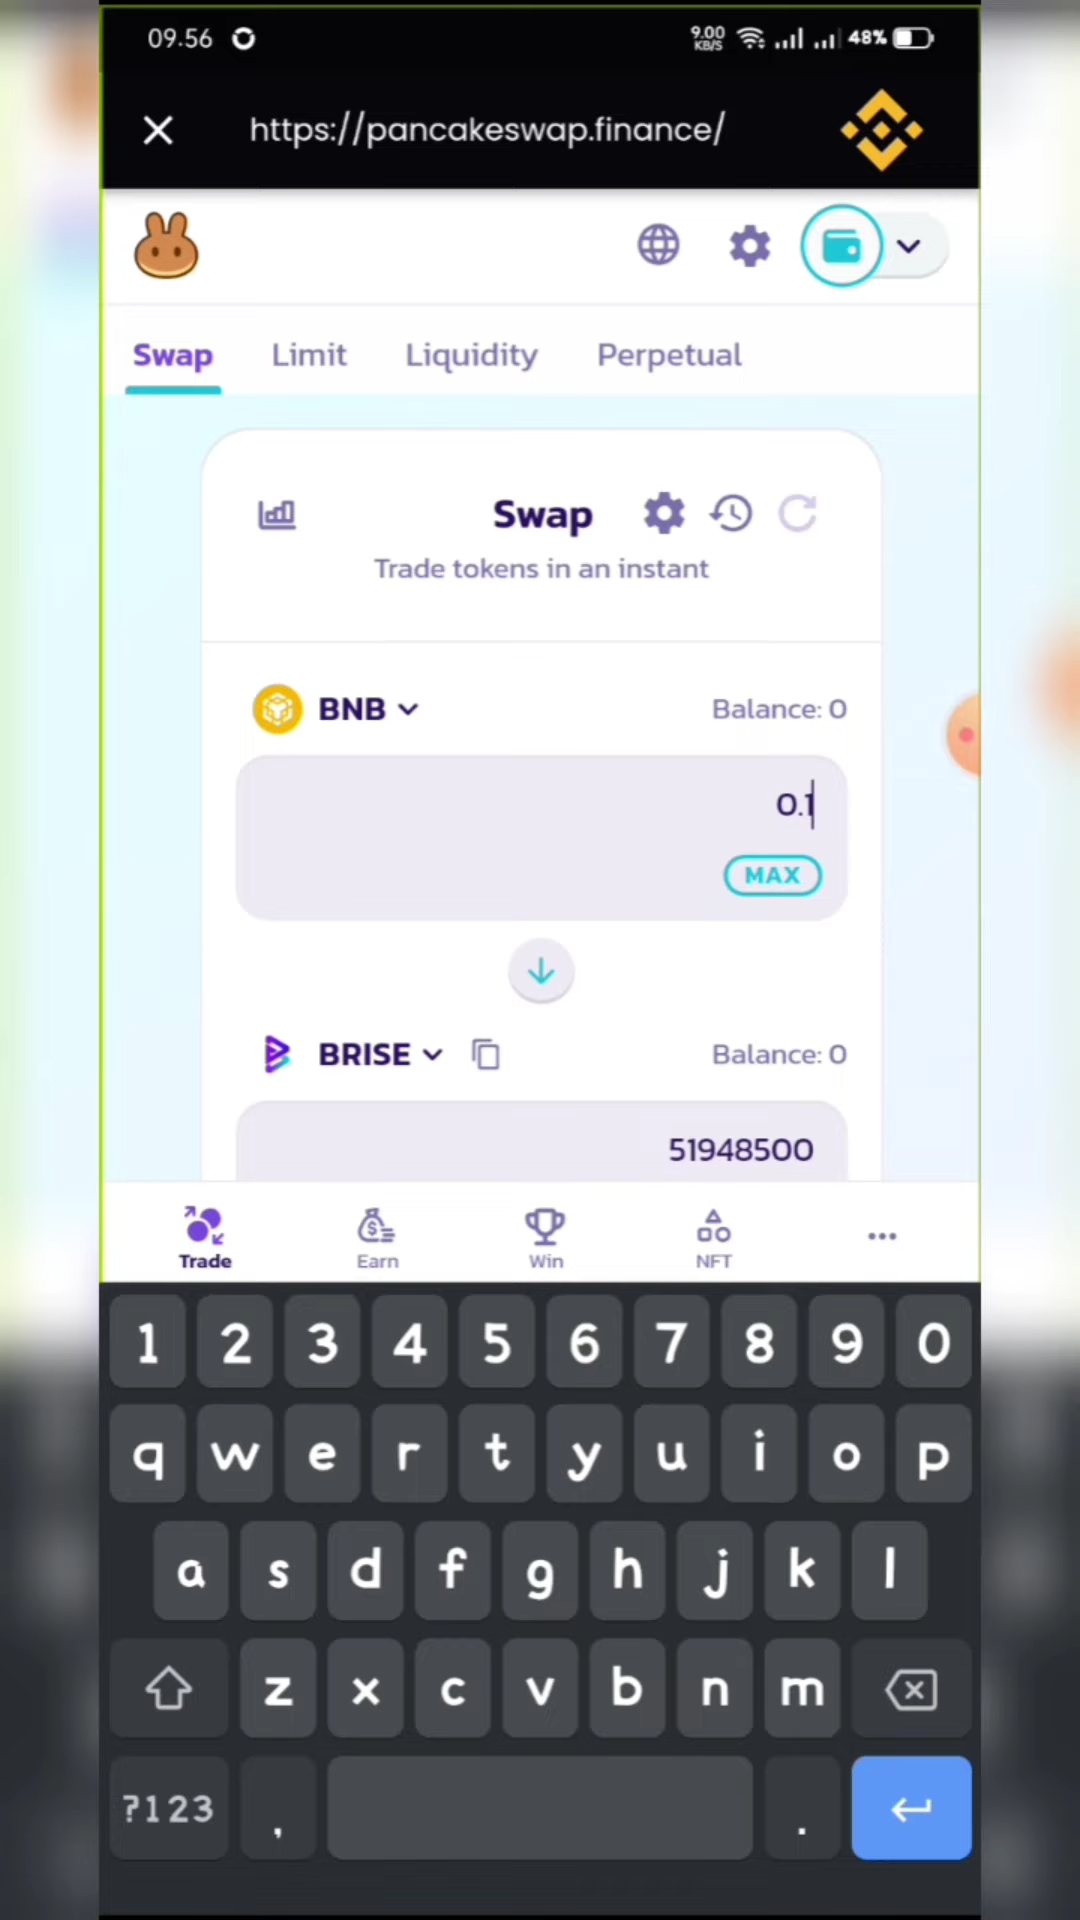 09.56 9.00 KB/S 48%
https://pancakeswap.finance/
Swap Limit Liquidity Perpetual
Swap
Trade tokens in an instant
BNB Balance: 0
0.1
MAX
BRISE Balance: 0
51948500
Trade Earn Win NFT
1 2 3 4 5 6 7 8 9 0
q w e r t y u i o p
a s d f g h j k l
z x c v b n m
?123 , .